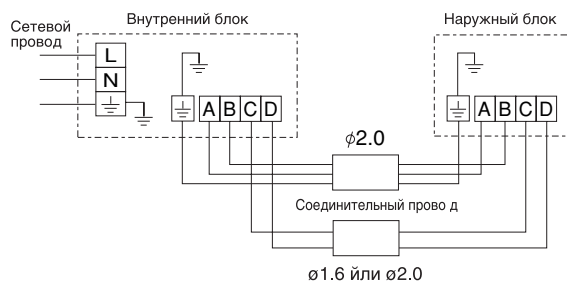 Сетевой
провод
Внутренний блок
Наружный блок
L
N
A B C D
A B C D
ϕ2.0
Соединительный прово д
ø1.6 йли ø2.0